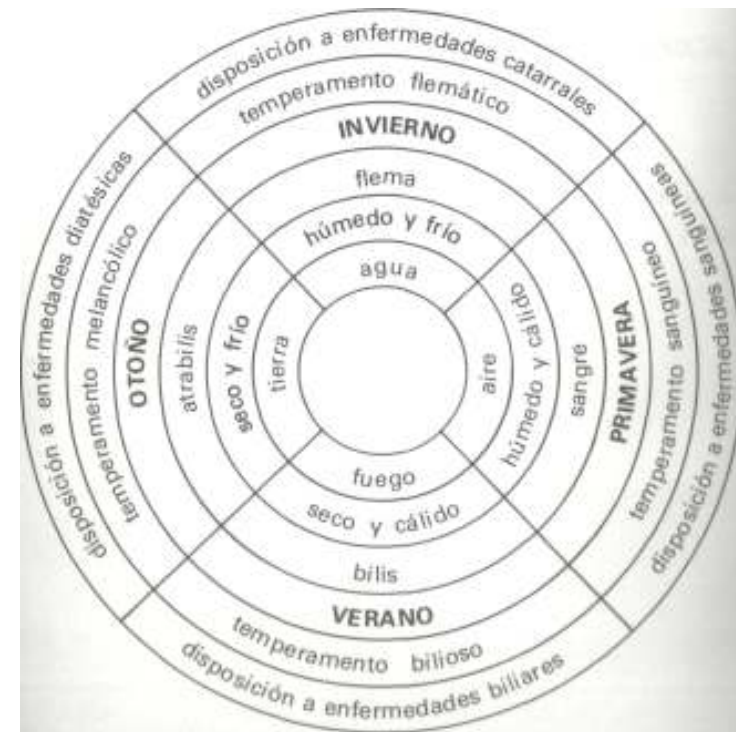 disposición a enfermedades catarrales
temperamento flemático
INVIERNO
flema
húmedo y frío
agua
disposición a enfermedades sanguíneas
temperamento sanguíneo
PRIMAVERA
sangre
húmedo y cálido
aire
fuego
seco y cálido
bilis
VERANO
temperamento bilioso
disposición a enfermedades biliares
disposición a enfermedades diatésicas
temperamento melancólico
OTOÑO
atrabilis
seco y frío
tierra